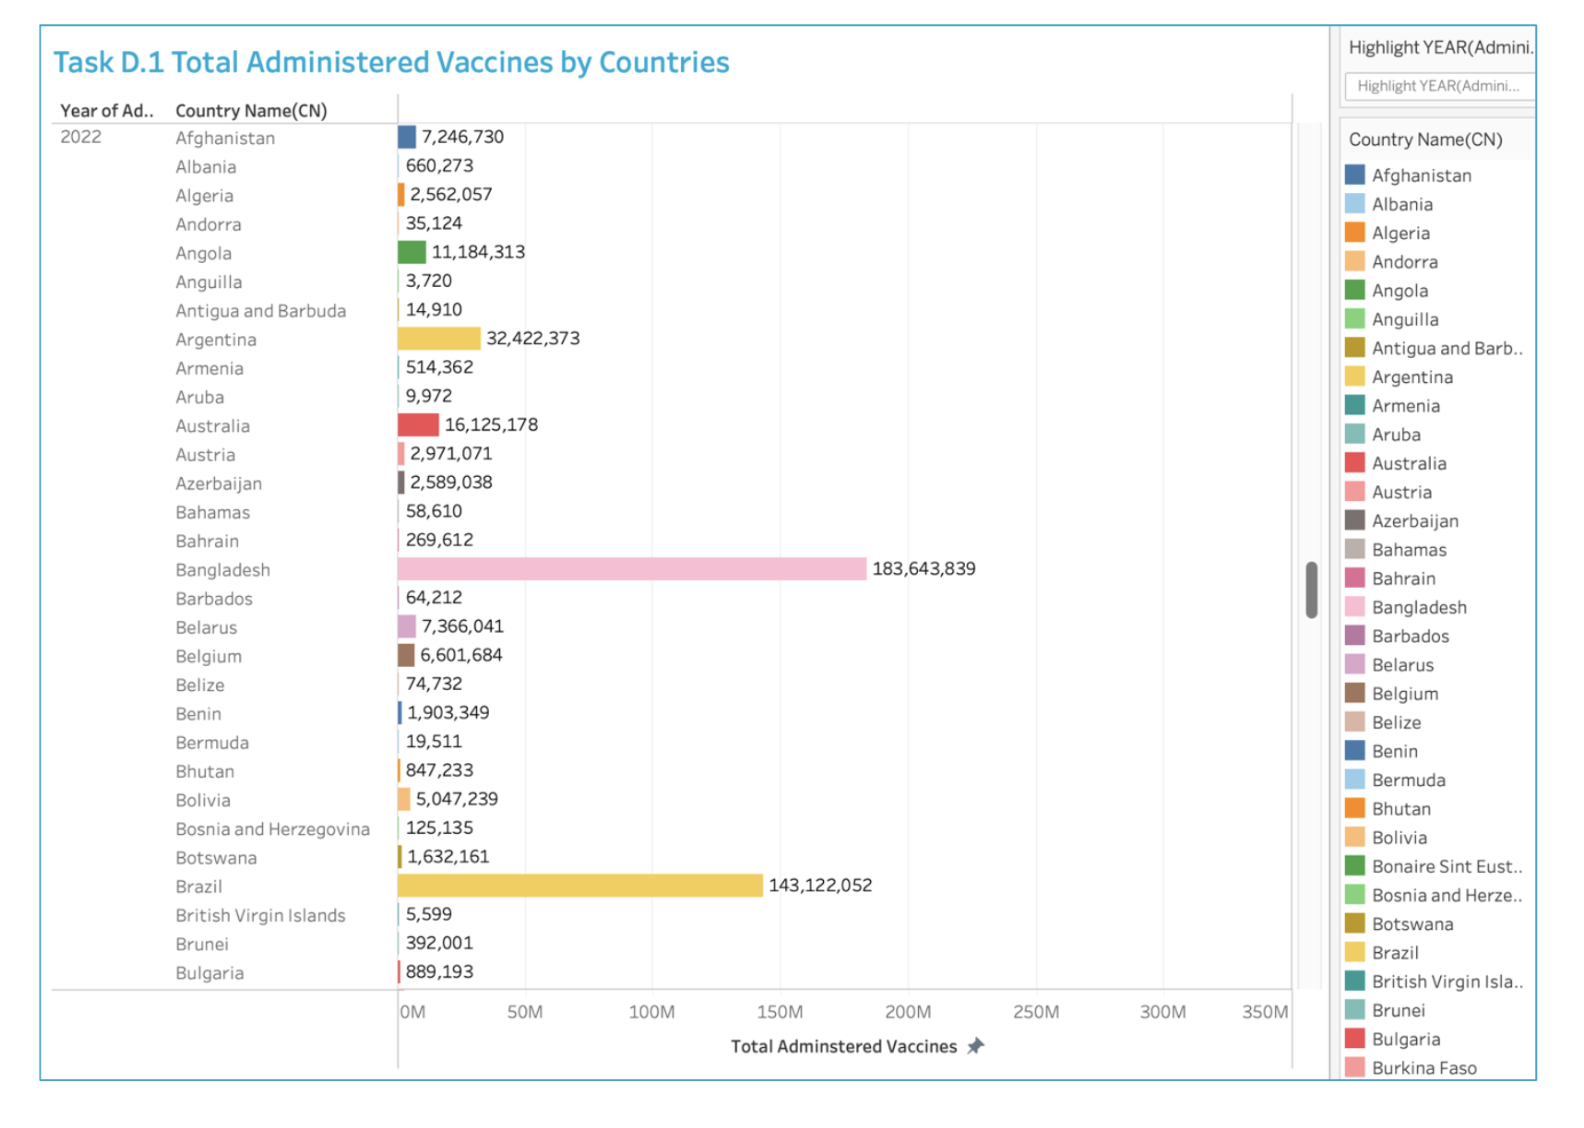 Task D.1 Total Administered Vaccines by Countries
Year of Ad.. Country Name(CN)
2022 Afghanistan 7,246,730
Albania 660,273
Algeria 2,562,057
Andorra 35,124
Angola 11,184,313
Anguilla 3,720
Antigua and Barbuda 14,910
Argentina 32,422,373
Armenia 514,362
Aruba 9,972
Australia 16,125,178
Austria 2,971,071
Azerbaijan 2,589,038
Bahamas 58,610
Bahrain 269,612
Bangladesh 183,643,839
Barbados 64,212
Belarus 7,366,041
Belgium 6,601,684
Belize 74,732
Benin 1,903,349
Bermuda 19,511
Bhutan 847,233
Bolivia 5,047,239
Bosnia and Herzegovina 125,135
Botswana 1,632,161
Brazil 143,122,052
British Virgin Islands 5,599
Brunei 392,001
Bulgaria 889,193
0M 50M 100M 150M 200M 250M 300M 350M
Total Adminstered Vaccines
Highlight YEAR(Admini.
Highlight YEAR(Admini...
Country Name(CN)
Afghanistan
Albania
Algeria
Andorra
Angola
Anguilla
Antigua and Barb..
Argentina
Armenia
Aruba
Australia
Austria
Azerbaijan
Bahamas
Bahrain
Bangladesh
Barbados
Belarus
Belgium
Belize
Benin
Bermuda
Bhutan
Bolivia
Bonaire Sint Eust..
Bosnia and Herze..
Botswana
Brazil
British Virgin Isla..
Brunei
Bulgaria
Burkina Faso